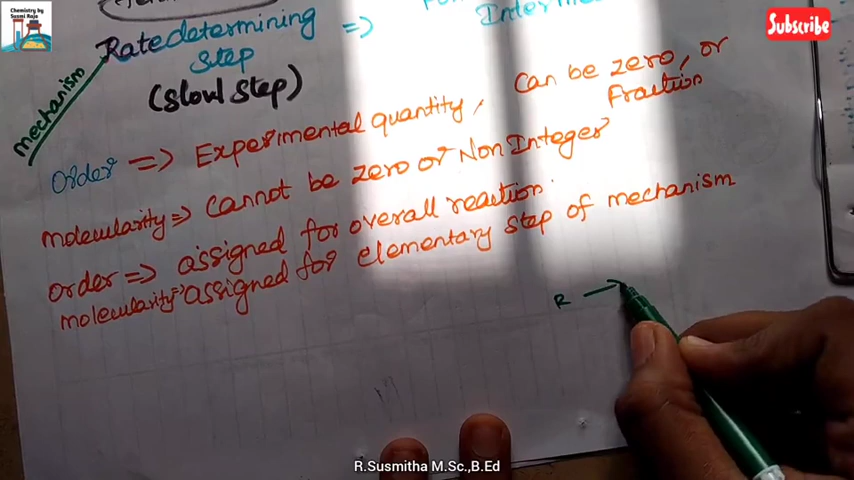 Chemistry by
Susmi Raja
Subscribe
Ratedetermining =>
Step
(slow step)
mechanism
order => Experimental quantity, can be zero, or
Fraction
molecularity => cannot be zero or Non Integer
order => assigned for overall reaction.
molecularity => assigned for elementary step of mechanism
R →
R.Susmitha M.Sc.,B.Ed